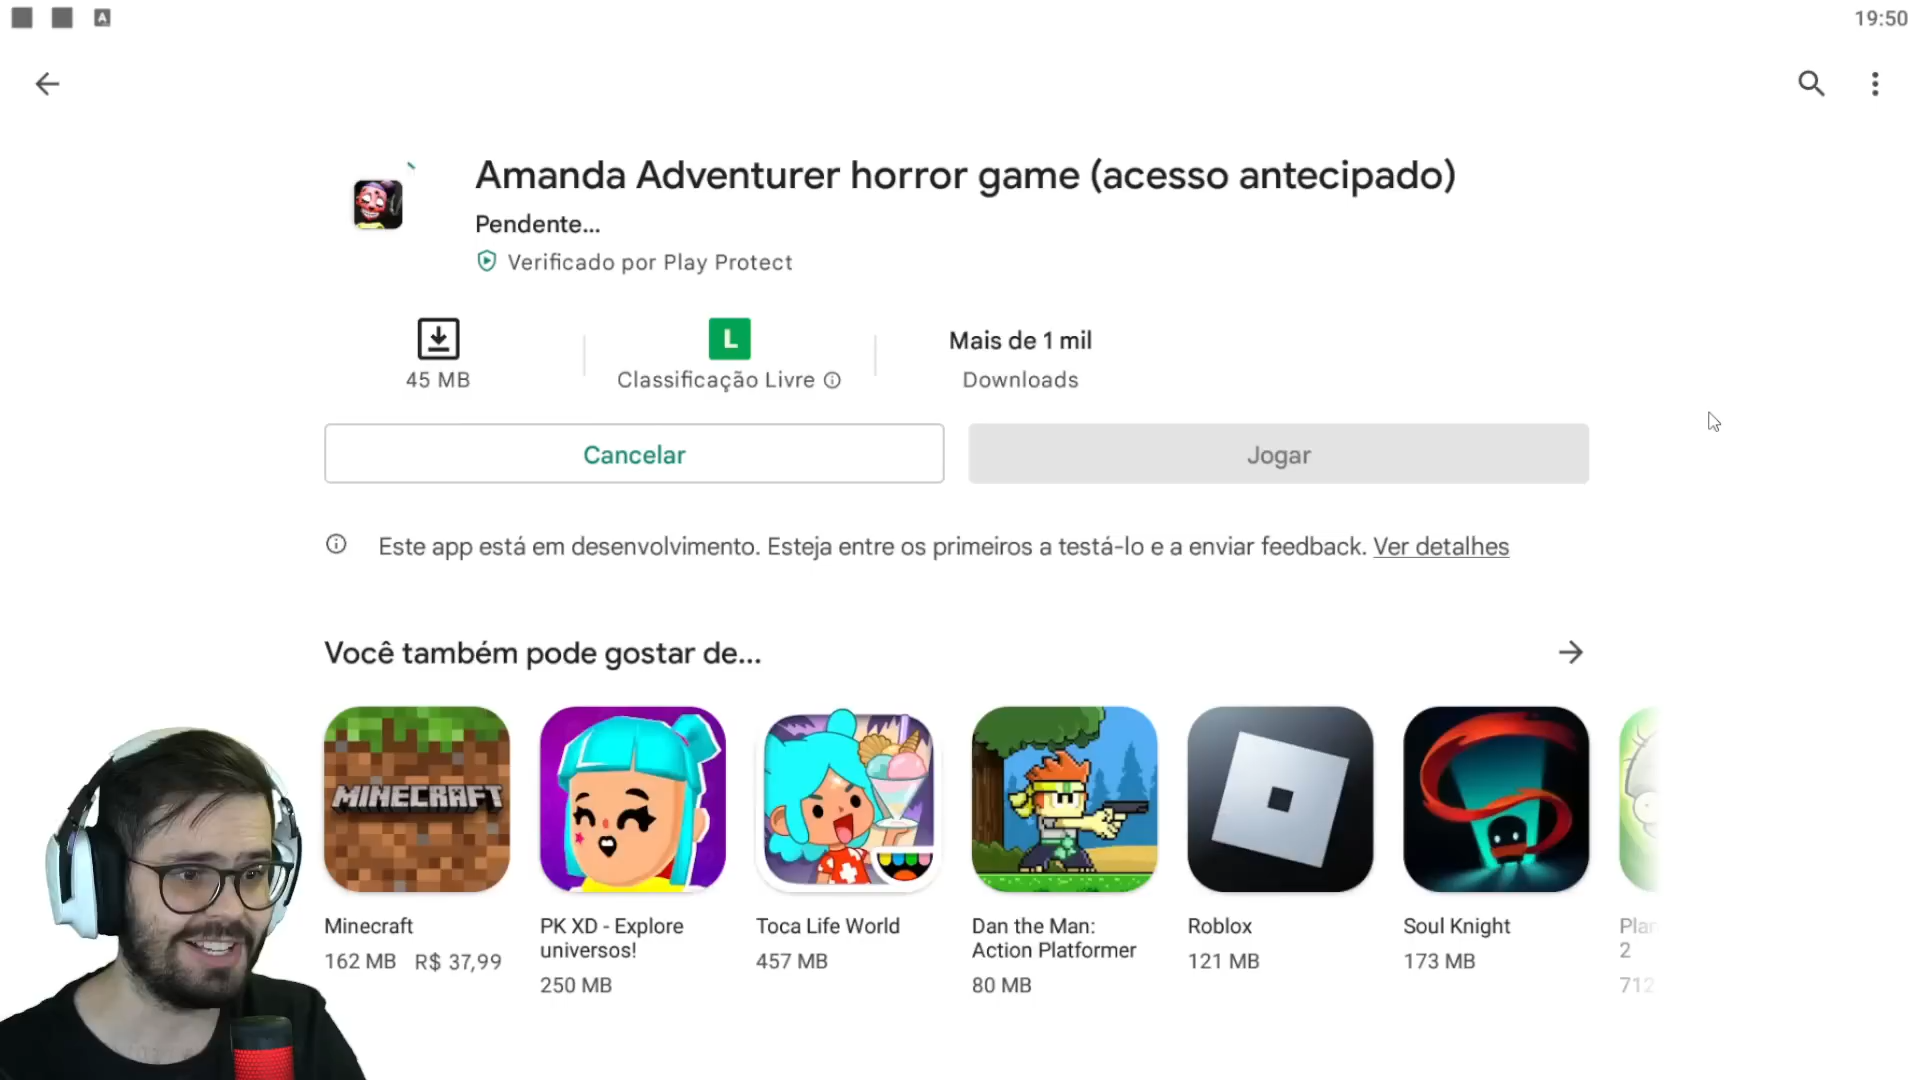 A
19:50
Amanda Adventurer horror game (acesso antecipado)
Pendente...
Verificado por Play Protect
L
Mais de 1 mil
45 MB
Classificação Livre
Downloads
Cancelar
Jogar
Este app está em desenvolvimento. Esteja entre os primeiros a testá-lo e a enviar feedback. Ver detalhes
Você também pode gostar de...
MINECRAFT
Minecraft
162 MB R$ 37,99
PK XD - Explore
universos!
250 MB
Toca Life World
457 MB
Dan the Man:
Action Platformer
80 MB
Roblox
121 MB
Soul Knight
173 MB
2
712